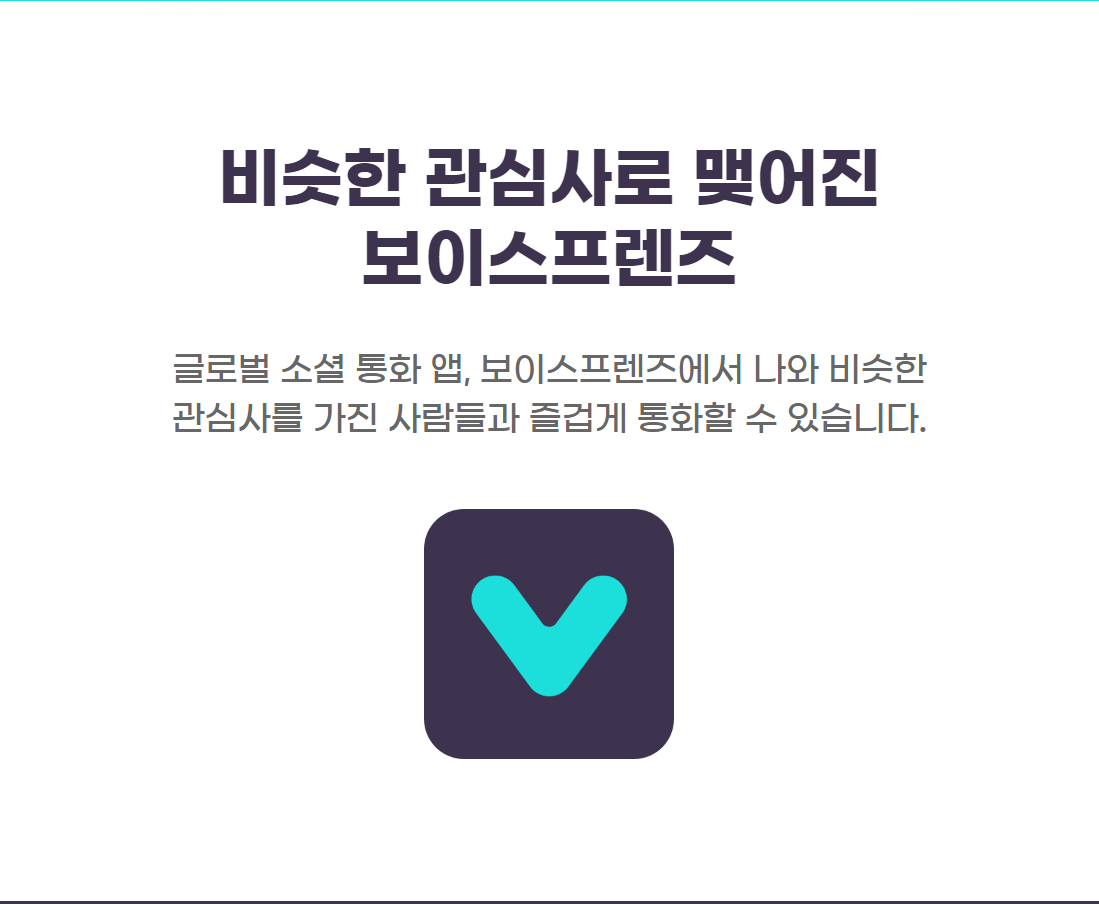 비슷한 관심사로 맺어진
보이스프렌즈
글로벌 소셜 통화 앱, 보이스프렌즈에서 나와 비슷한
관심사를 가진 사람들과 즐겁게 통화할 수 있습니다.